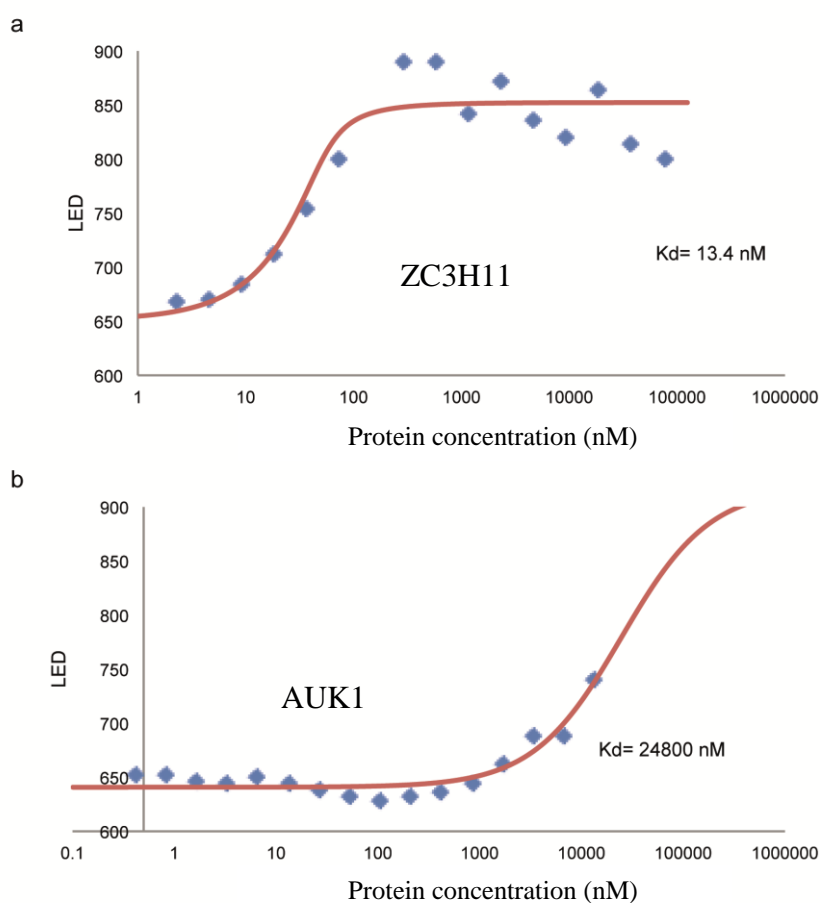 a
900
850
800
750
700
650
600
LED
ZC3H11
Kd= 13.4 nM
1 10 100 1000 10000 100000 1000000
Protein concentration (nM)
b
900
850
800
750
700
650
600
LED
AUK1
Kd= 24800 nM
0.1 1 10 100 1000 10000 100000 1000000
Protein concentration (nM)